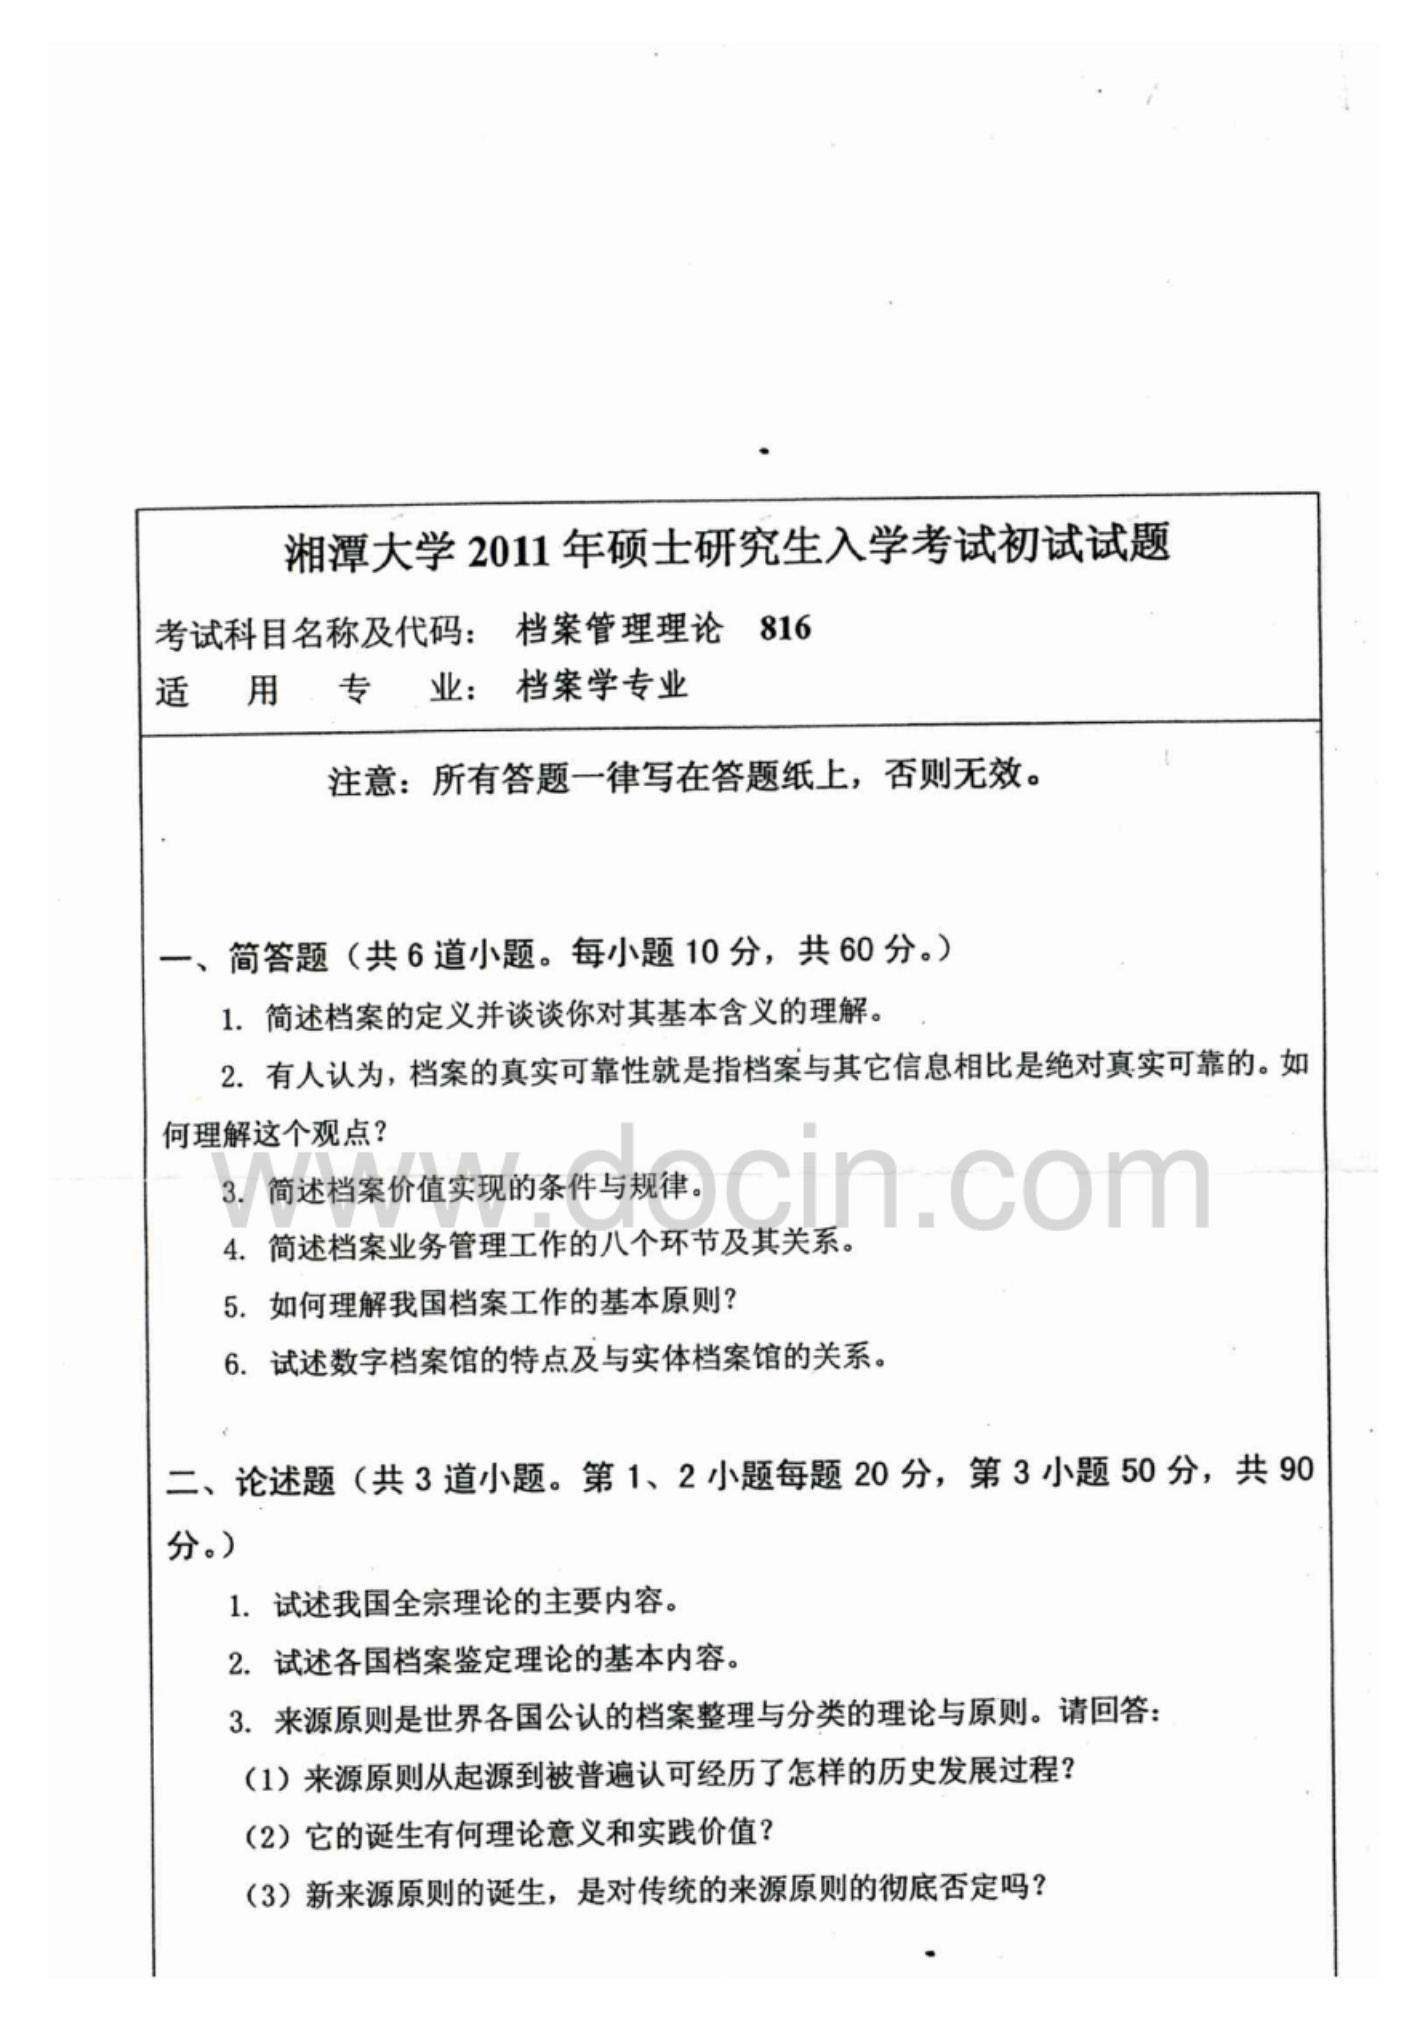 湘潭大学 2011 年硕士研究生入学考试初试试题
考试科目名称及代码： 档案管理理论 816
适 用 专 业： 档案学专业
注意：所有答题一律写在答题纸上，否则无效。
一、简答题（共 6 道小题。每小题 10 分，共 60 分。）
1. 简述档案的定义并谈谈你对其基本含义的理解。
2. 有人认为，档案的真实可靠性就是指档案与其它信息相比是绝对真实可靠的。如
何理解这个观点？
www.docin.com
3. 简述档案价值实现的条件与规律。
4. 简述档案业务管理工作的八个环节及其关系。
5. 如何理解我国档案工作的基本原则？
6. 试述数字档案馆的特点及与实体档案馆的关系。
二、论述题（共 3 道小题。第 1、2 小题每题 20 分，第 3 小题 50 分，共 90
分。）
1. 试述我国全宗理论的主要内容。
2. 试述各国档案鉴定理论的基本内容。
3. 来源原则是世界各国公认的档案整理与分类的理论与原则。请回答：
（1）来源原则从起源到被普遍认可经历了怎样的历史发展过程？
（2）它的诞生有何理论意义和实践价值？
（3）新来源原则的诞生，是对传统的来源原则的彻底否定吗？